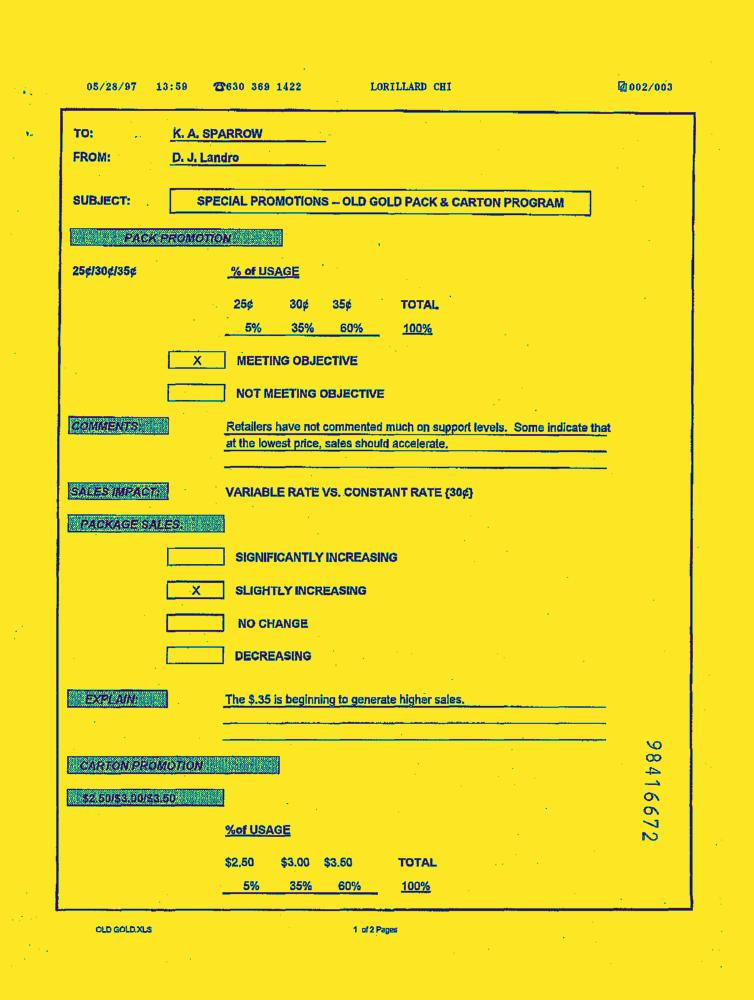 05/28/97 13:59 ☎630 369 1422 LORILLARD CHI 002/003
TO: K. A. SPARROW
FROM: D. J. Landro
SUBJECT: SPECIAL PROMOTIONS – OLD GOLD PACK & CARTON PROGRAM
PACK PROMOTION
25¢/30¢/35¢ % of USAGE
25¢ 30¢ 35¢ TOTAL
5% 35% 60% 100%
X MEETING OBJECTIVE
NOT MEETING OBJECTIVE
COMMENTS: Retailers have not commented much on support levels. Some indicate that
at the lowest price, sales should accelerate.
SALES IMPACT: VARIABLE RATE VS. CONSTANT RATE {30¢}
PACKAGE SALES:
SIGNIFICANTLY INCREASING
X SLIGHTLY INCREASING
NO CHANGE
DECREASING
EXPLAIN: The $.35 is beginning to generate higher sales.
CARTON PROMOTION
$2.50/$3.00/$3.50
%of USAGE
$2.50 $3.00 $3.50 TOTAL
5% 35% 60% 100%
98416672
OLD GOLD.XLS 1 of 2 Pages